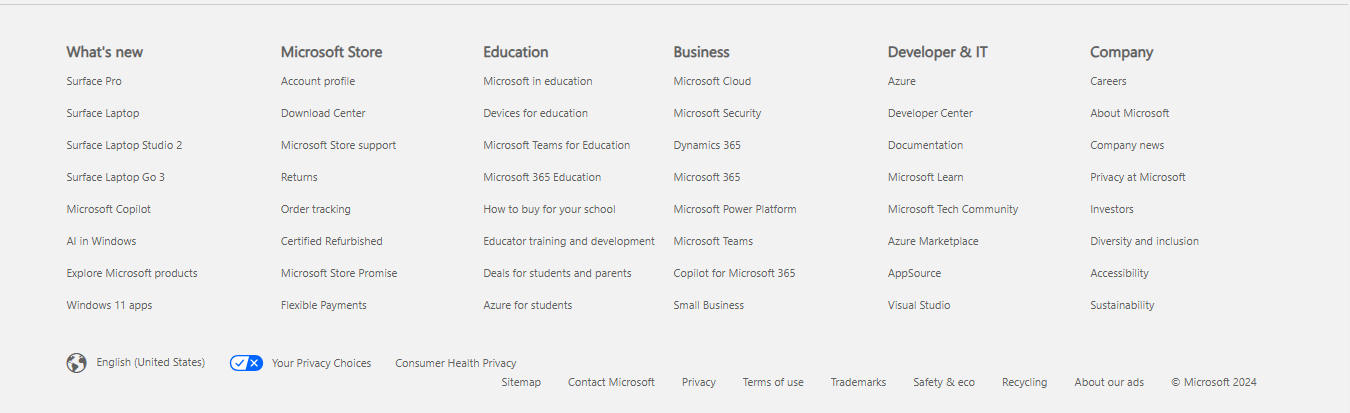 What's new
Surface Pro
Surface Laptop
Surface Laptop Studio 2
Surface Laptop Go 3
Microsoft Copilot
AI in Windows
Explore Microsoft products
Windows 11 apps
Microsoft Store
Account profile
Download Center
Microsoft Store support
Returns
Order tracking
Certified Refurbished
Microsoft Store Promise
Flexible Payments
Education
Microsoft in education
Devices for education
Microsoft Teams for Education
Microsoft 365 Education
How to buy for your school
Educator training and development
Deals for students and parents
Azure for students
Business
Microsoft Cloud
Microsoft Security
Dynamics 365
Microsoft 365
Microsoft Power Platform
Microsoft Teams
Copilot for Microsoft 365
Small Business
Developer & IT
Azure
Developer Center
Documentation
Microsoft Learn
Microsoft Tech Community
Azure Marketplace
AppSource
Visual Studio
Company
Careers
About Microsoft
Company news
Privacy at Microsoft
Investors
Diversity and inclusion
Accessibility
Sustainability
English (United States)
Your Privacy Choices
Consumer Health Privacy
Sitemap
Contact Microsoft
Privacy
Terms of use
Trademarks
Safety & eco
Recycling
About our ads
© Microsoft 2024